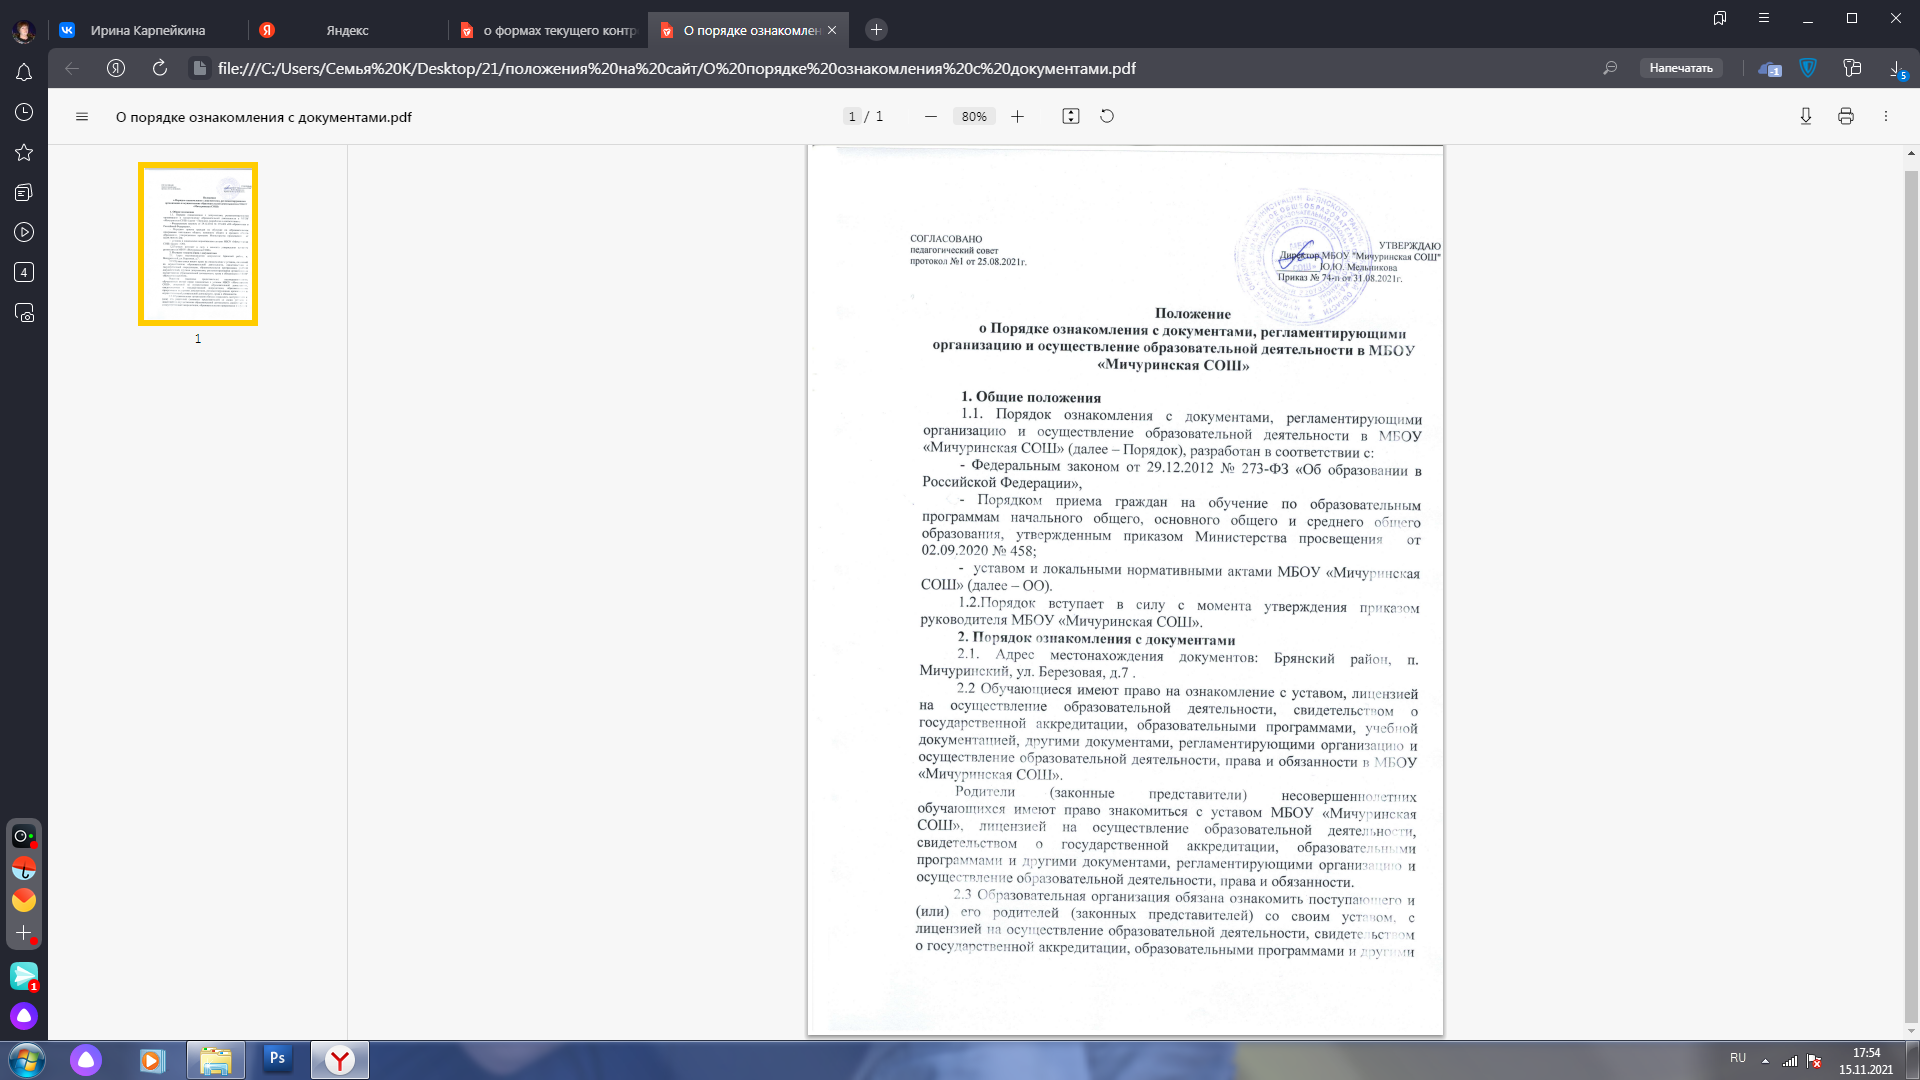 Ирина Карпейкина
Яндекс
о формах текущего контр
О порядке ознакомлен
file:///C:/Users/Семья%20K/Desktop/21/положения%20на%20сайт/О%20порядке%20ознакомления%20с%20документами.pdf
Напечатать
-1
5
О порядке ознакомления с документами.pdf
1 / 1
80%
4
1
1
СОГЛАСОВАНО
педагогический совет
протокол №1 от 25.08.2021г.
УТВЕРЖДАЮ
Директор МБОУ "Мичуринская СОШ"
Ю.Ю. Мельникова
Приказ № 74-п от 31.08.2021г.
Положение
о Порядке ознакомления с документами, регламентирующими
организацию и осуществление образовательной деятельности в МБОУ
«Мичуринская СОШ»
1. Общие положения
1.1. Порядок ознакомления с документами, регламентирующими
организацию и осуществление образовательной деятельности в МБОУ
«Мичуринская СОШ» (далее – Порядок), разработан в соответствии с:
- Федеральным законом от 29.12.2012 № 273-ФЗ «Об образовании в
Российской Федерации»,
- Порядком приема граждан на обучение по образовательным
программам начального общего, основного общего и среднего общего
образования, утвержденным приказом Министерства просвещения от
02.09.2020 № 458;
- уставом и локальными нормативными актами МБОУ «Мичуринская
СОШ» (далее – ОО).
1.2.Порядок вступает в силу с момента утверждения приказом
руководителя МБОУ «Мичуринская СОШ».
2. Порядок ознакомления с документами
2.1. Адрес местонахождения документов: Брянский район, п.
Мичуринский, ул. Березовая, д.7 .
2.2 Обучающиеся имеют право на ознакомление с уставом, лицензией
на осуществление образовательной деятельности, свидетельством о
государственной аккредитации, образовательными программами, учебной
документацией, другими документами, регламентирующими организацию и
осуществление образовательной деятельности, права и обязанности в МБОУ
«Мичуринская СОШ».
Родители (законные представители) несовершеннолетних
обучающихся имеют право знакомиться с уставом МБОУ «Мичуринская
СОШ», лицензией на осуществление образовательной деятельности,
свидетельством о государственной аккредитации, образовательными
программами и другими документами, регламентирующими организацию и
осуществление образовательной деятельности, права и обязанности.
2.3 Образовательная организация обязана ознакомить поступающего и
(или) его родителей (законных представителей) со своим уставом, с
лицензией на осуществление образовательной деятельности, свидетельством
о государственной аккредитации, образовательными программами и другими
Ps
RU
17:54
15.11.2021